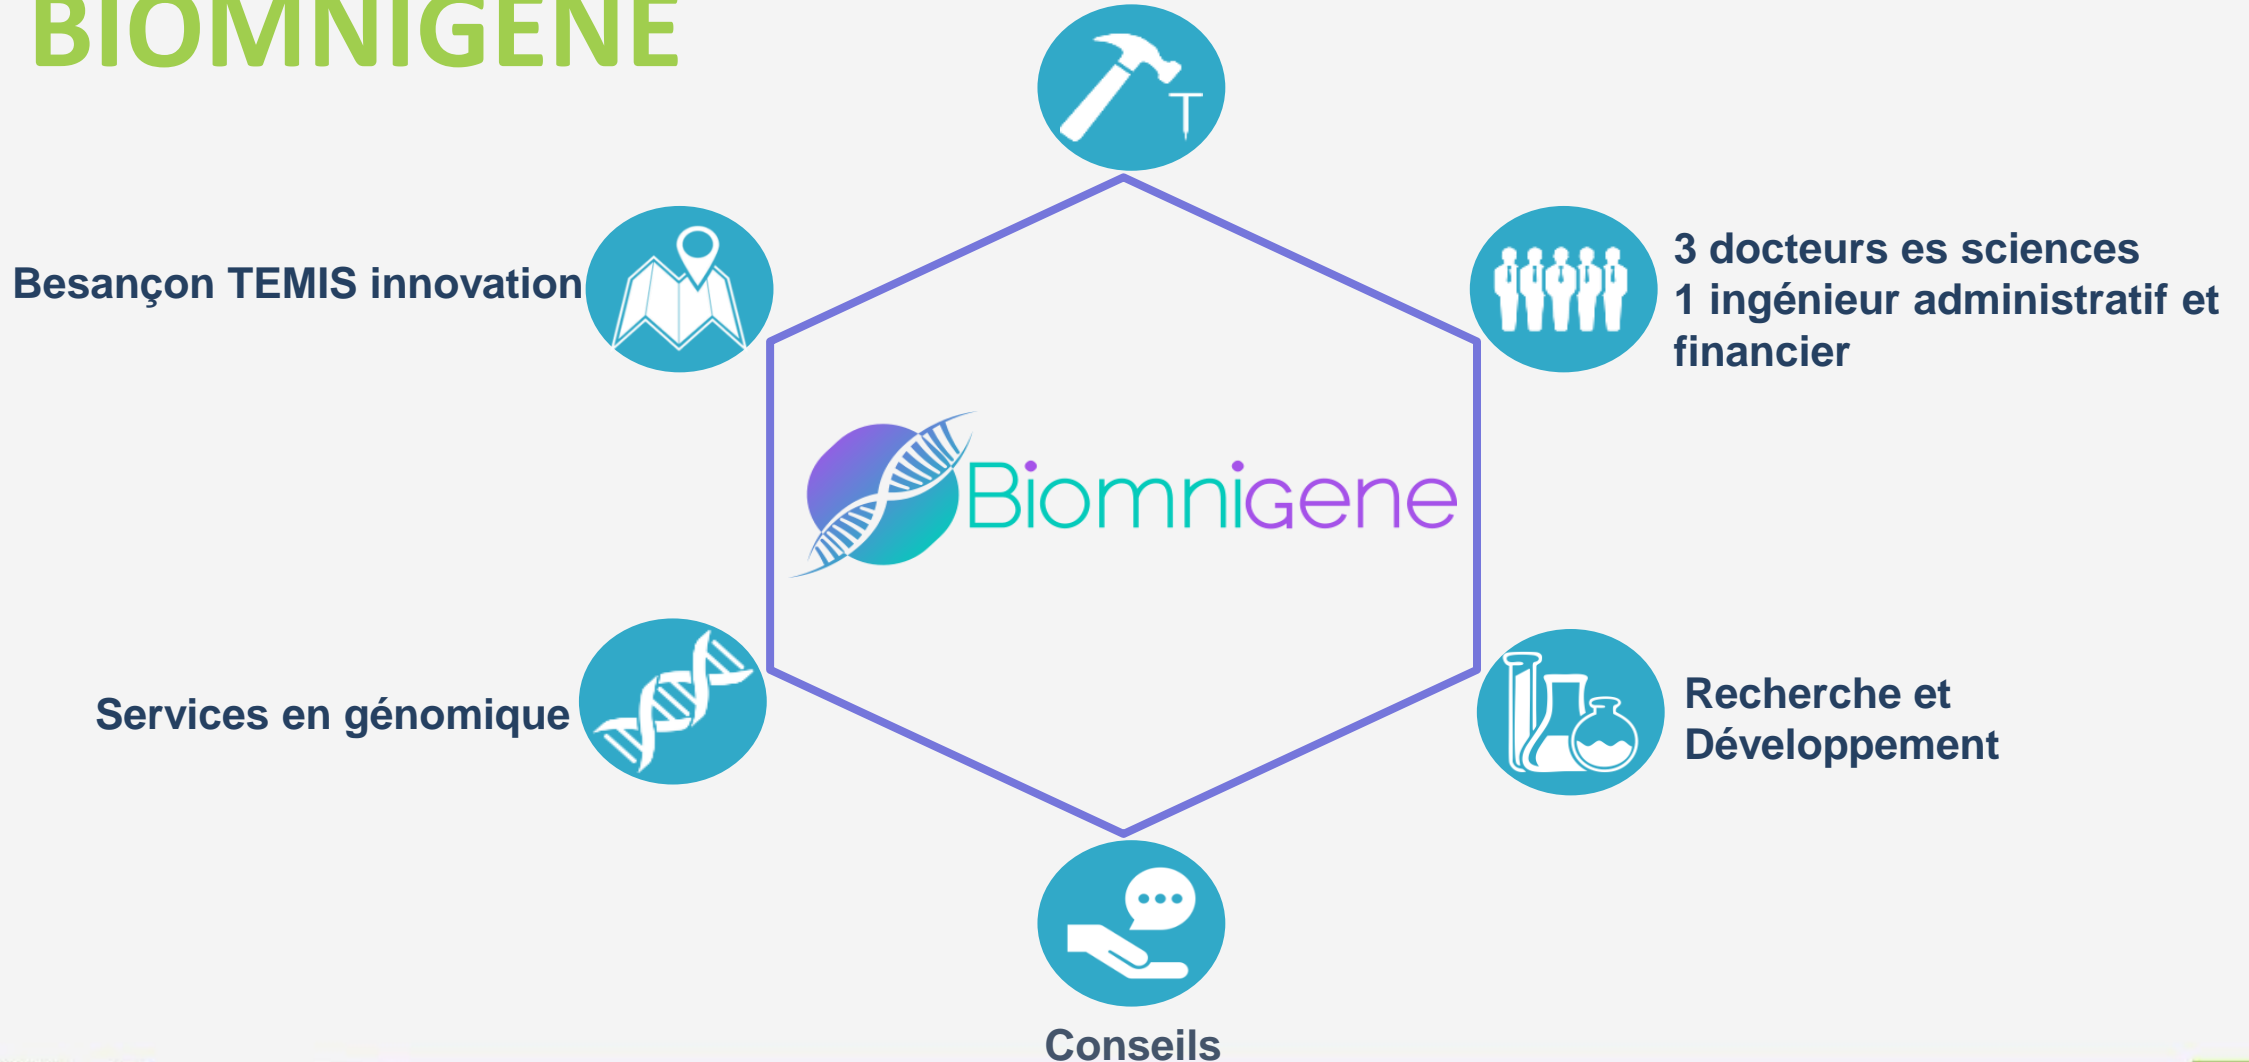 BIOMNIGENE
Besançon TEMIS innovation
3 docteurs es sciences
1 ingénieur administratif et
financier
Biomnigene
Services en génomique
Recherche et
Développement
Conseils